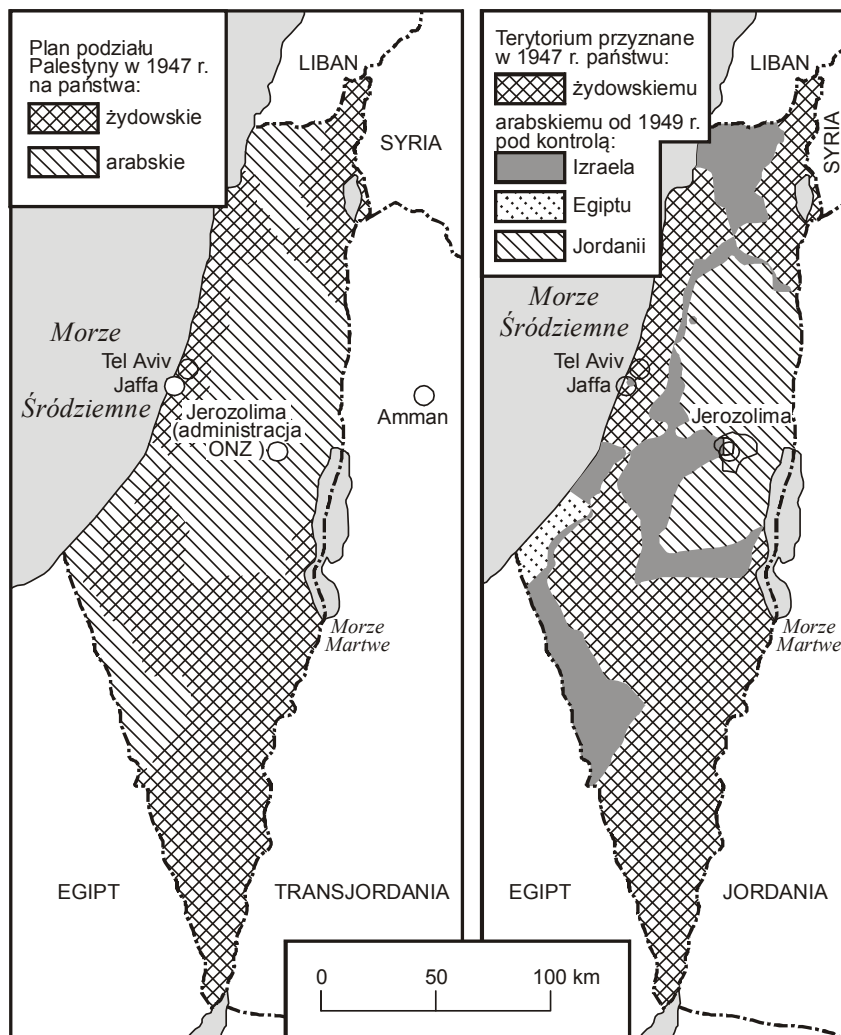 Plan podziału
Palestyny w 1947 r.
na państwa:
żydowskie
arabskie
LIBAN
SYRIA
Morze
Śródziemne
Tel Aviv
Jaffa
Jerozolima
(administracja
ONZ )
Amman
Morze
Martwe
EGIPT
TRANSJORDANIA
Terytorium przyznane
w 1947 r. państwu:
żydowskiemu
arabskiemu od 1949 r.
pod kontrolą:
Izraela
Egiptu
Jordanii
LIBAN
SYRIA
Morze
Śródziemne
Tel Aviv
Jaffa
Jerozolima
Morze
Martwe
EGIPT
JORDANIA
0 50 100 km